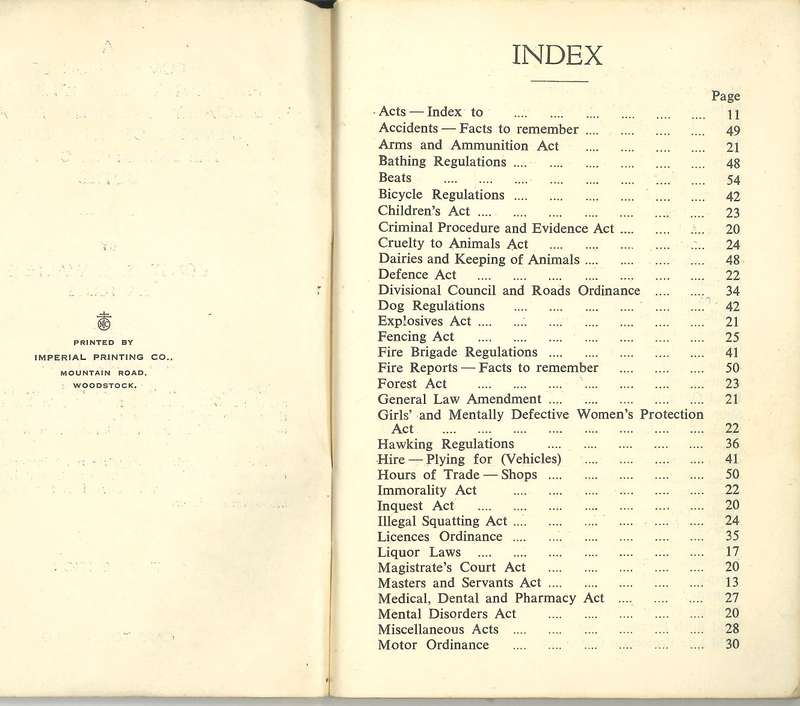 PRINTED BY
IMPERIAL PRINTING CO.,
MOUNTAIN ROAD,
WOODSTOCK.
INDEX
Page
Acts — Index to .... .... .... .... .... .... 11
Accidents — Facts to remember .... .... .... .... 49
Arms and Ammunition Act .... .... .... .... 21
Bathing Regulations .... .... .... .... .... .... 48
Beats .... .... .... .... .... .... .... .... 54
Bicycle Regulations .... .... .... .... .... .... 42
Children's Act .... .... .... .... .... .... .... 23
Criminal Procedure and Evidence Act .... .... .... 20
Cruelty to Animals Act .... .... .... .... .... 24
Dairies and Keeping of Animals .... .... .... .... 48
Defence Act .... .... .... .... .... .... .... 22
Divisional Council and Roads Ordinance .... .... 34
Dog Regulations .... .... .... .... .... .... 42
Explosives Act .... .... .... .... .... .... .... 21
Fencing Act .... .... .... .... .... .... .... 25
Fire Brigade Regulations .... .... .... .... .... 41
Fire Reports — Facts to remember .... .... .... 50
Forest Act .... .... .... .... .... .... .... 23
General Law Amendment .... .... .... .... .... 21
Girls' and Mentally Defective Women's Protection
Act .... .... .... .... .... .... .... .... 22
Hawking Regulations .... .... .... .... .... 36
Hire — Plying for (Vehicles) .... .... .... .... 41
Hours of Trade — Shops .... .... .... .... .... 50
Immorality Act .... .... .... .... .... .... 22
Inquest Act .... .... .... .... .... .... .... 20
Illegal Squatting Act .... .... .... .... .... .... 24
Licences Ordinance .... .... .... .... .... .... 35
Liquor Laws .... .... .... .... .... .... .... 17
Magistrate's Court Act .... .... .... .... .... 20
Masters and Servants Act .... .... .... .... .... 13
Medical, Dental and Pharmacy Act .... .... .... 27
Mental Disorders Act .... .... .... .... .... 20
Miscellaneous Acts .... .... .... .... .... .... 28
Motor Ordinance .... .... .... .... .... .... 30